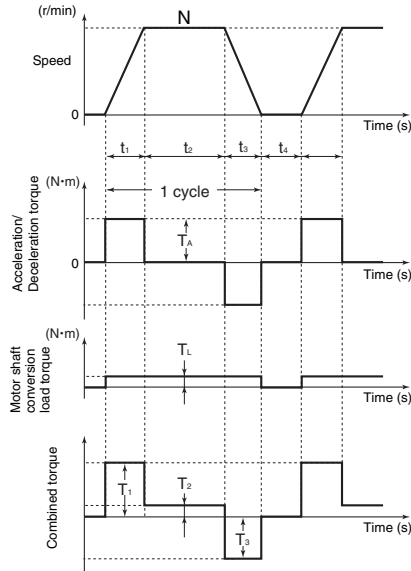 (r/min)
N
Speed
0
Time (s)
t1 t2 t3 t4
(N•m)
1 cycle
Acceleration/
Deceleration torque
TA
0
Time (s)
(N•m)
Motor shaft
conversion
load torque
TL
Time (s)
Combined torque
T1
T2
T3
Time (s)